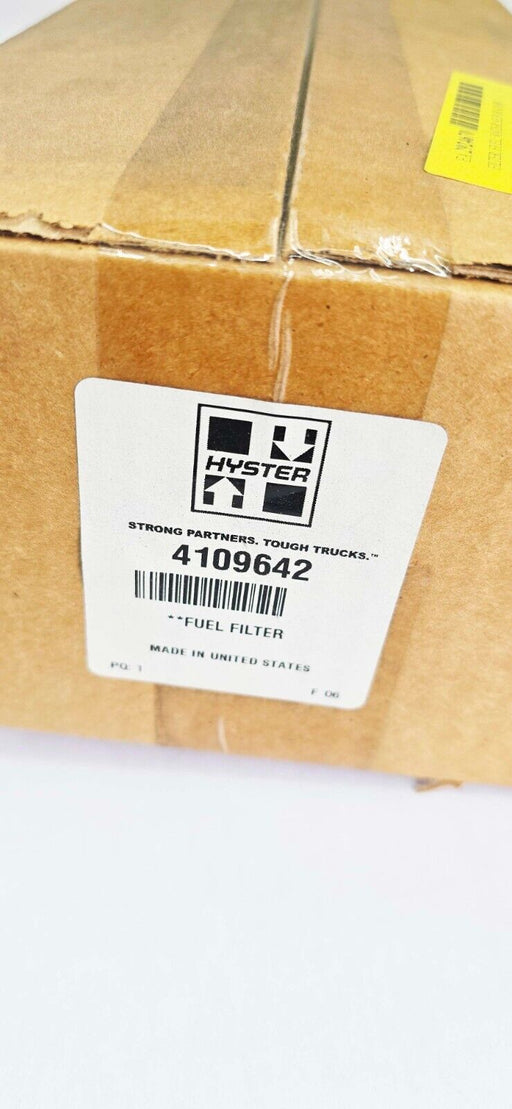 HYSTER
STRONG PARTNERS. TOUGH TRUCKS.™
4109642
**FUEL FILTER
MADE IN UNITED STATES
PQ: 1
F 06